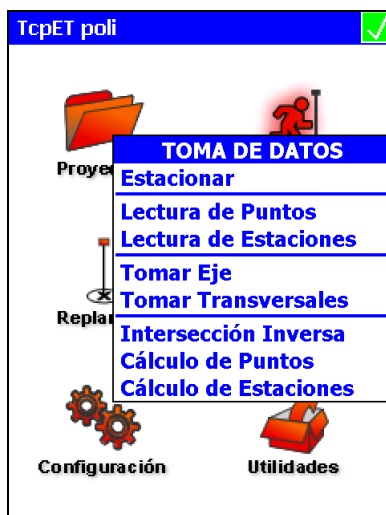 TcpET poli
TOMA DE DATOS
Estacionar
Lectura de Puntos
Lectura de Estaciones
Tomar Eje
Tomar Transversales
Intersección Inversa
Cálculo de Puntos
Cálculo de Estaciones
Configuración
Utilidades